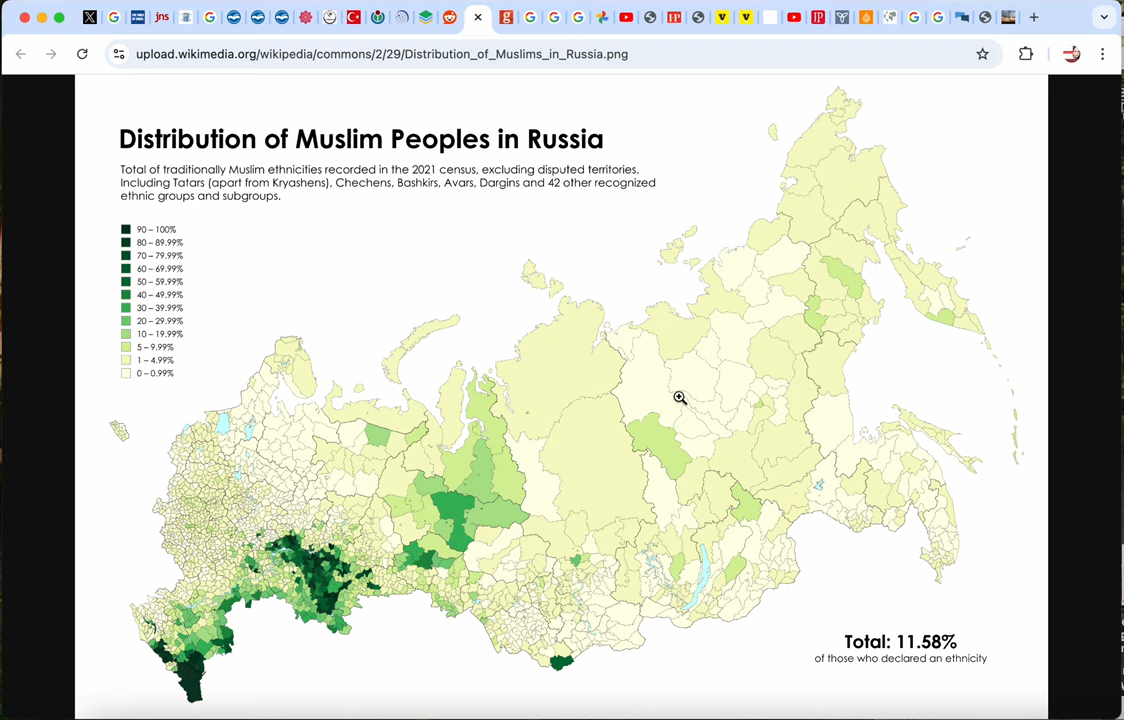 upload.wikimedia.org/wikipedia/commons/2/29/Distribution_of_Muslims_in_Russia.png
Distribution of Muslim Peoples in Russia
Total of traditionally Muslim ethnicities recorded in the 2021 census, excluding disputed territories.
Including Tatars (apart from Kryashens), Chechens, Bashkirs, Avars, Dargins and 42 other recognized
ethnic groups and subgroups.
90 – 100%
80 – 89.99%
70 – 79.99%
60 – 69.99%
50 – 59.99%
40 – 49.99%
30 – 39.99%
20 – 29.99%
10 – 19.99%
5 – 9.99%
1 – 4.99%
0 – 0.99%
Total: 11.58%
of those who declared an ethnicity